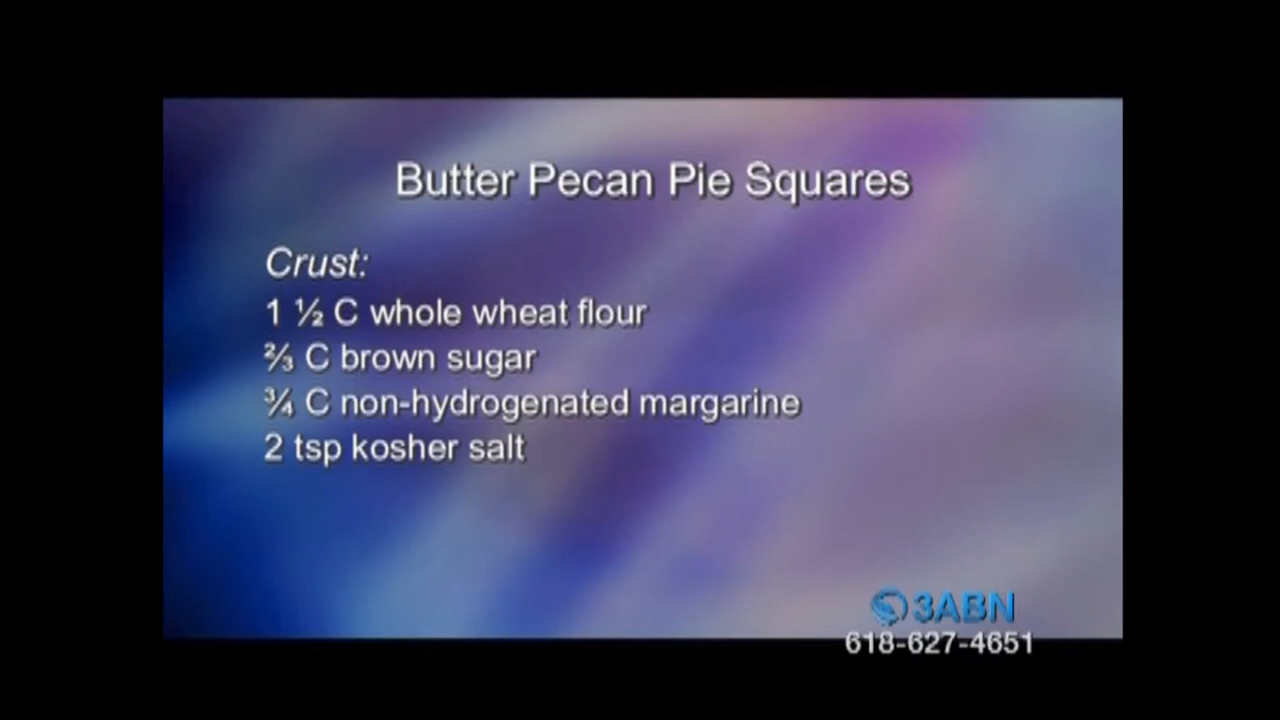 Butter Pecan Pie Squares
Crust:
1 ½ C whole wheat flour
⅔ C brown sugar
¾ C non-hydrogenated margarine
2 tsp kosher salt
3ABN
618-627-4651